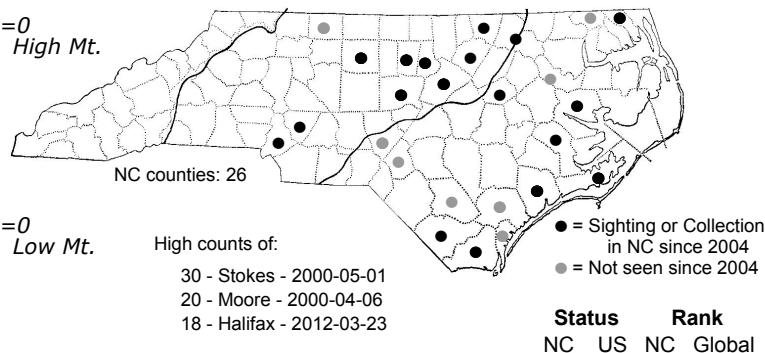 =0
High Mt.
NC counties: 26
=0
Low Mt.
High counts of:
30 - Stokes - 2000-05-01
20 - Moore - 2000-04-06
18 - Halifax - 2012-03-23
= Sighting or Collection
in NC since 2004
= Not seen since 2004
Status Rank
NC US NC Global